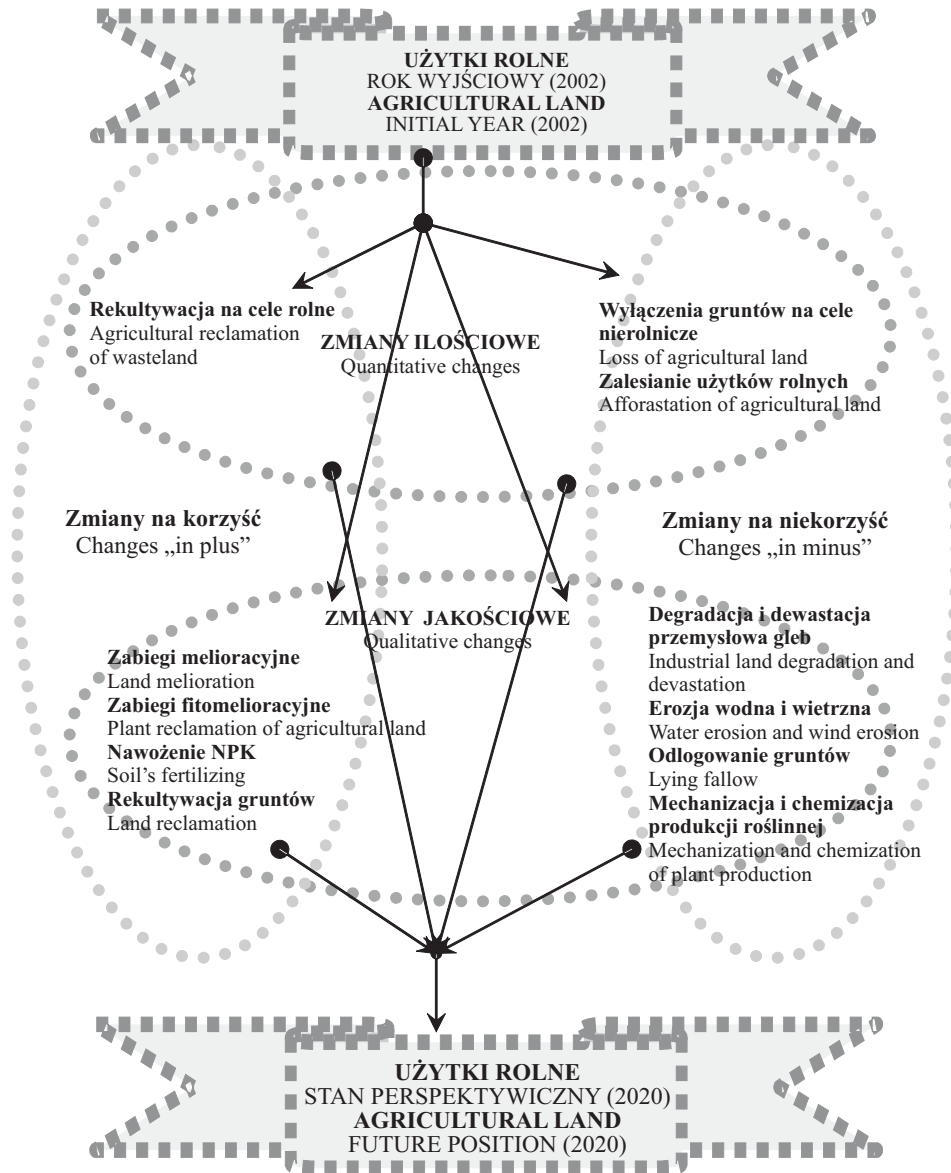 UŻYTKI ROLNE
ROK WYJŚCIOWY (2002)
AGRICULTURAL LAND
INITIAL YEAR (2002)
Rekultywacja na cele rolne
Agricultural reclamation
of wasteland
ZMIANY ILOŚCIOWE
Quantitative changes
Wyłączenia gruntów na cele
nierolnicze
Loss of agricultural land
Zalesianie użytków rolnych
Afforastation of agricultural land
Zmiany na korzyść
Changes „in plus”
Zmiany na niekorzyść
Changes „in minus”
ZMIANY JAKOŚCIOWE
Qualitative changes
Zabiegi melioracyjne
Land melioration
Zabiegi fitomelioracyjne
Plant reclamation of agricultural land
Nawożenie NPK
Soil's fertilizing
Rekultywacja gruntów
Land reclamation
Degradacja i dewastacja
przemysłowa gleb
Industrial land degradation and
devastation
Erozja wodna i wietrzna
Water erosion and wind erosion
Odlogowanie gruntów
Lying fallow
Mechanizacja i chemizacja
produkcji roślinnej
Mechanization and chemization
of plant production
UŻYTKI ROLNE
STAN PERSPEKTYWICZNY (2020)
AGRICULTURAL LAND
FUTURE POSITION (2020)